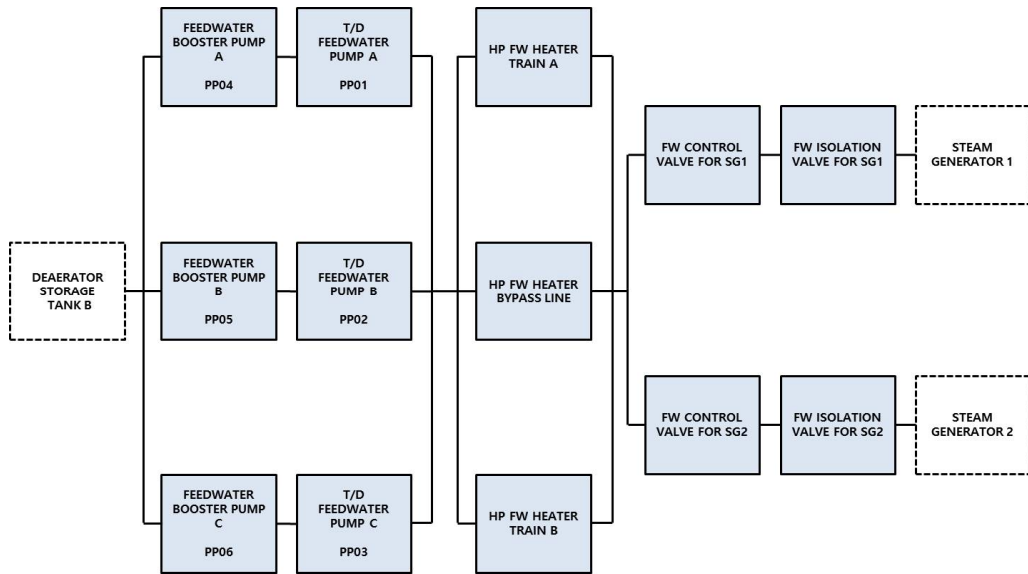 FEEDWATER
BOOSTER PUMP
A
PP04
T/D
FEEDWATER
PUMP A
PP01
HP FW HEATER
TRAIN A
FW CONTROL
VALVE FOR SG1
FW ISOLATION
VALVE FOR SG1
STEAM
GENERATOR 1
DEAERATOR
STORAGE
TANK B
FEEDWATER
BOOSTER PUMP
B
PP05
T/D
FEEDWATER
PUMP B
PP02
HP FW HEATER
BYPASS LINE
FW CONTROL
VALVE FOR SG2
FW ISOLATION
VALVE FOR SG2
STEAM
GENERATOR 2
FEEDWATER
BOOSTER PUMP
C
PP06
T/D
FEEDWATER
PUMP C
PP03
HP FW HEATER
TRAIN B